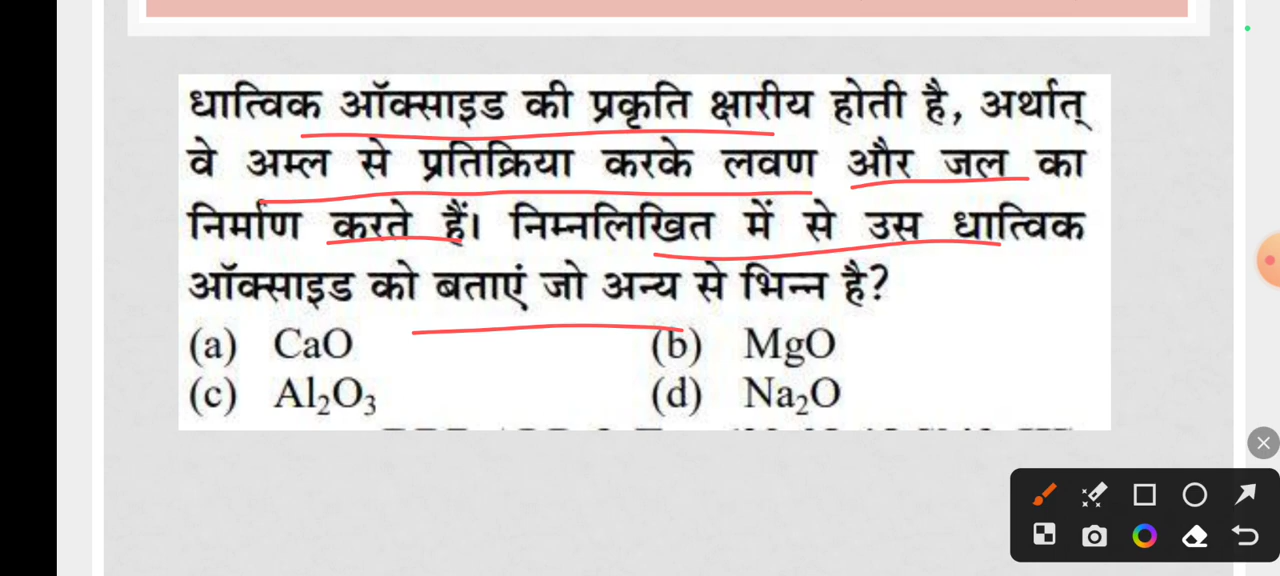 धात्विक ऑक्साइड की प्रकृति क्षारीय होती है, अर्थात्
वे अम्ल से प्रतिक्रिया करके लवण और जल का
निर्माण करते हैं। निम्नलिखित में से उस धात्विक
ऑक्साइड को बताएं जो अन्य से भिन्न है?
(a) CaO (b) MgO
(c) Al₂O₃ (d) Na₂O